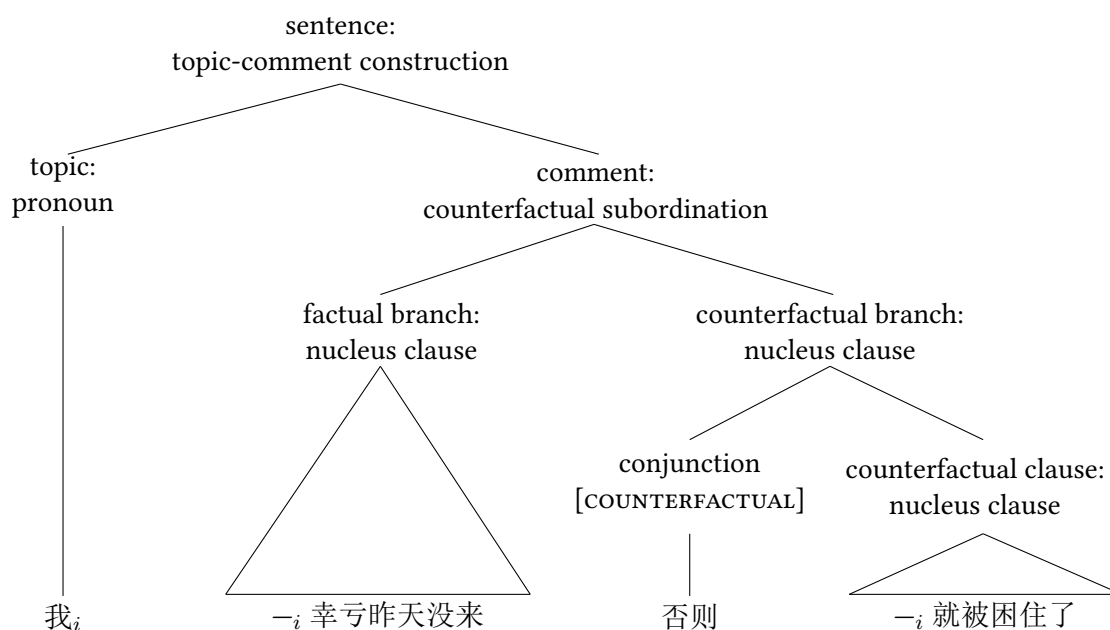 sentence:
topic-comment construction
topic:
pronoun
comment:
counterfactual subordination
factual branch:
nucleus clause
counterfactual branch:
nucleus clause
conjunction
[COUNTERFACTUAL]
counterfactual clause:
nucleus clause
我i
–i 幸亏昨天没来
否则
–i 就被困住了